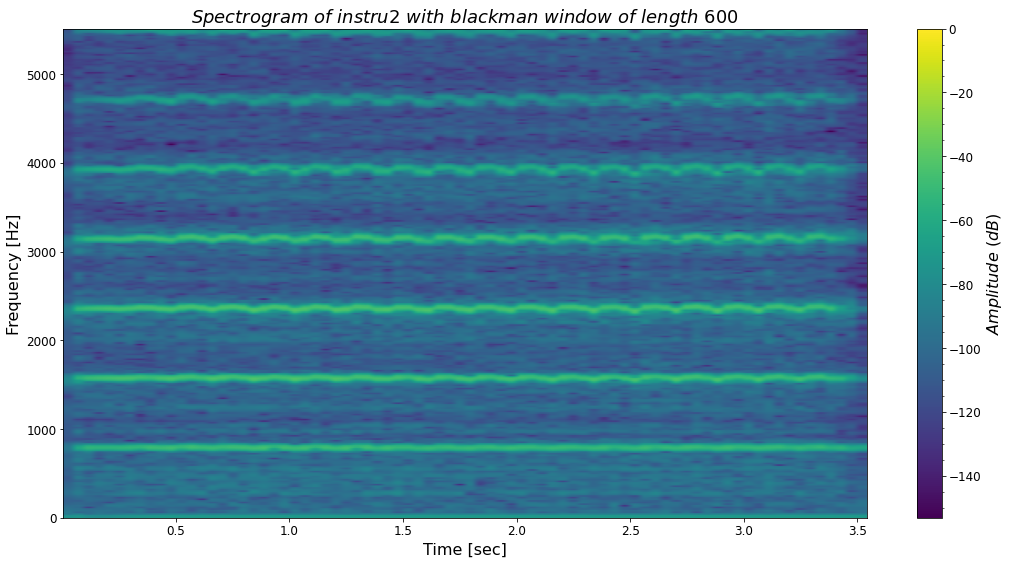 Spectrogram of instru2 with blackman window of length 600
5000
4000
3000
2000
1000
0
Frequency [Hz]
0.5 1.0 1.5 2.0 2.5 3.0 3.5
Time [sec]
0
−20
−40
−60
−80
−100
−120
−140
Amplitude (dB)